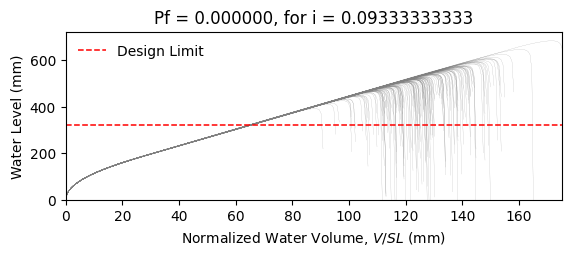 Pf = 0.000000, for i = 0.09333333333
Design Limit
Water Level (mm)
600
400
200
0
0 20 40 60 80 100 120 140 160
Normalized Water Volume, V/SL (mm)